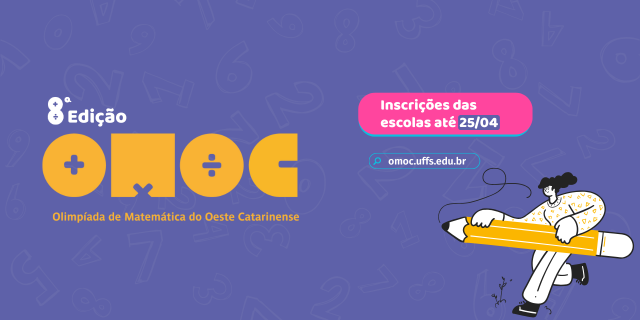 8ª Edição
OMOC
Olimpíada de Matemática do Oeste Catarinense
Inscrições das
escolas até 25/04
omoc.uffs.edu.br